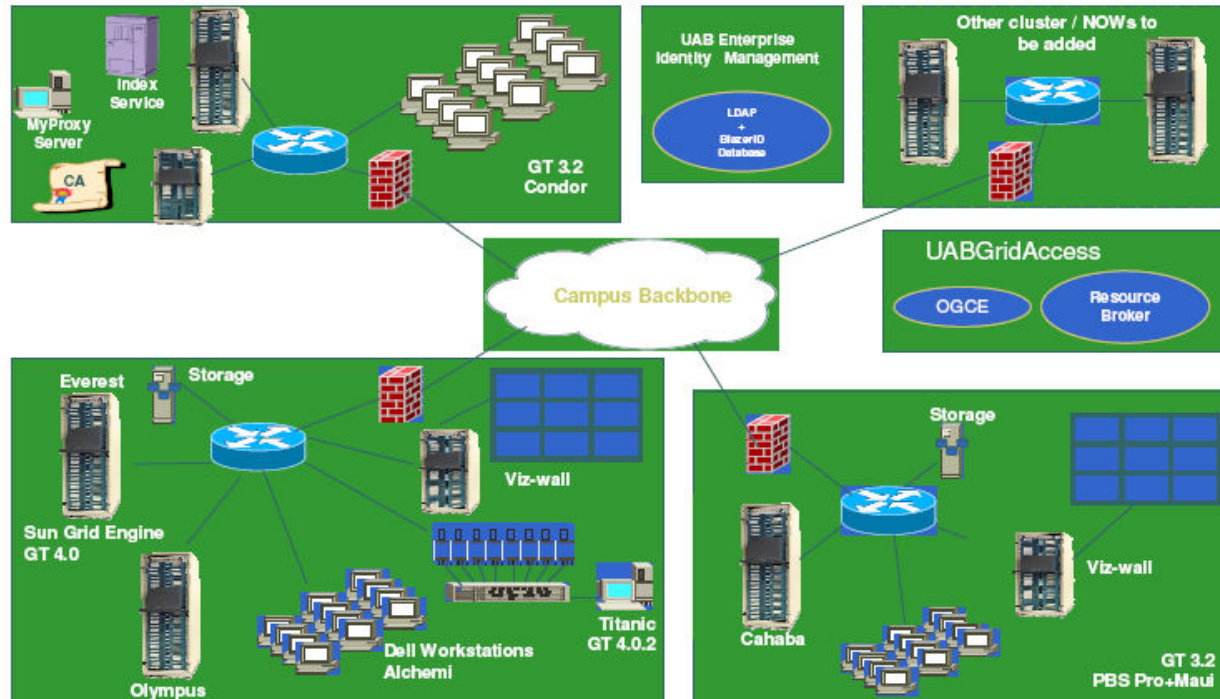 Index
Service
MyProxy
Server
CA
GT 3.2
Condor
UAB Enterprise
Identity Management
LDAP
+
BlazerID
Database
Other cluster / NOWs to
be added
Campus Backbone
UABGridAccess
OGCE
Resource
Broker
Everest
Storage
Viz-wall
Sun Grid Engine
GT 4.0
Titanic
GT 4.0.2
Dell Workstations
Alchemi
Olympus
Storage
Viz-wall
Cahaba
GT 3.2
PBS Pro+Maui